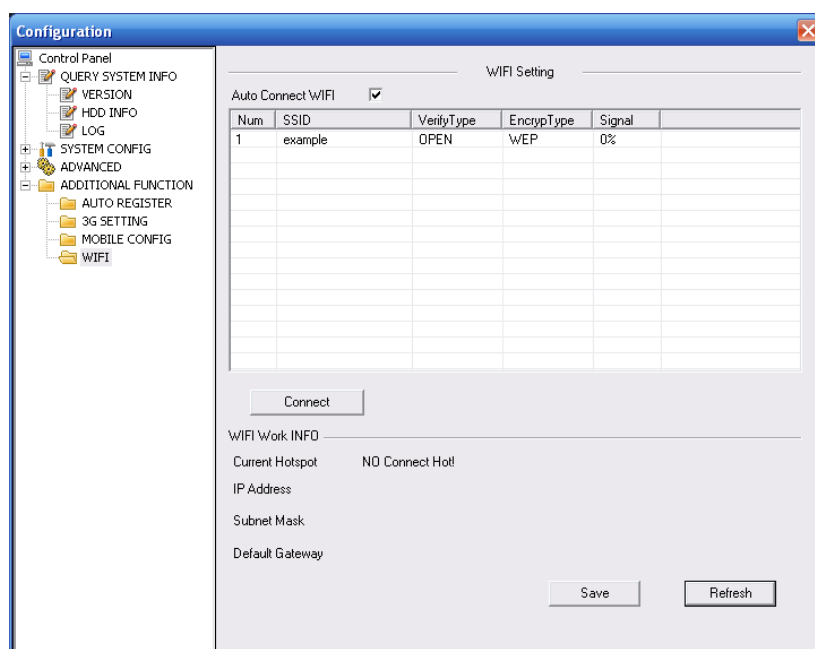 Configuration
Control Panel
QUERY SYSTEM INFO
VERSION
HDD INFO
LOG
SYSTEM CONFIG
ADVANCED
ADDITIONAL FUNCTION
AUTO REGISTER
3G SETTING
MOBILE CONFIG
WIFI
WIFI Setting
Auto Connect WIFI
Num SSID VerifyType EncrypType Signal
1 example OPEN WEP 0%
Connect
WIFI Work INFO
Current Hotspot NO Connect Hot!
IP Address
Subnet Mask
Default Gateway
Save Refresh